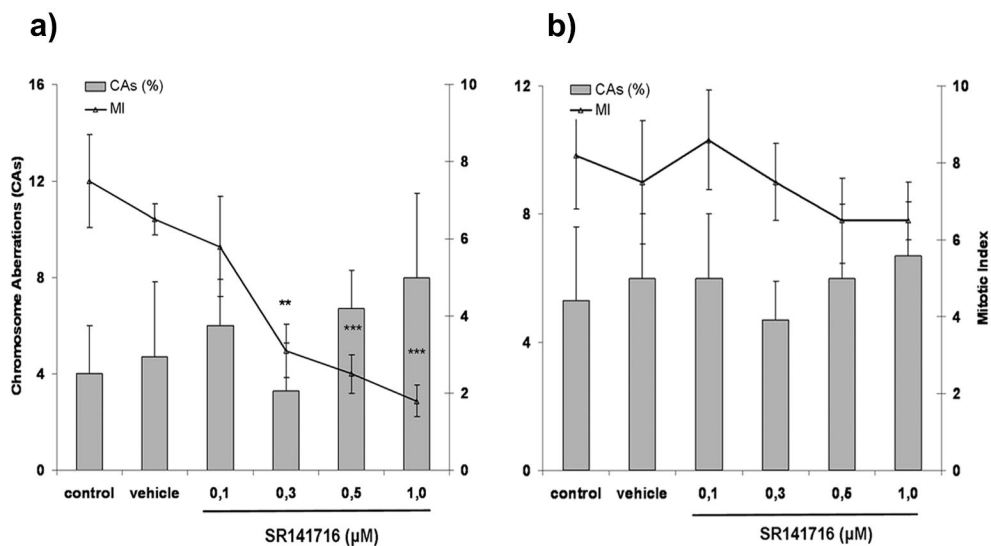 a)
CAs (%)
MI
16
12
8
4
0
10
8
6
4
2
0
Chromosome Aberrations (CAs)
**
***
***
control vehicle 0,1 0,3 0,5 1,0
SR141716 (µM)
b)
CAs (%)
MI
12
8
4
0
10
8
6
4
2
0
Mitotic Index
control vehicle 0,1 0,3 0,6 1,0
SR141716 (µM)